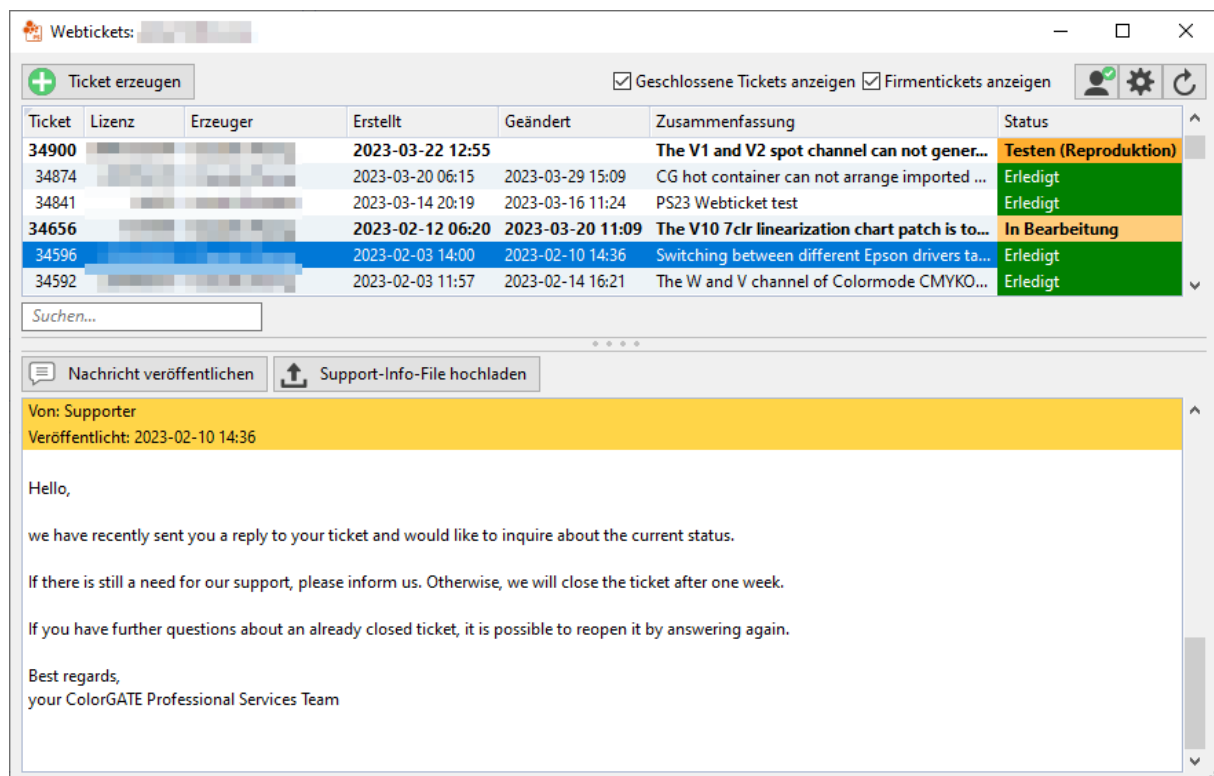 Webtickets:
Ticket erzeugen
Geschlossene Tickets anzeigen Firmentickets anzeigen
Ticket Lizenz Erzeuger Erstellt Geändert Zusammenfassung Status
34900 2023-03-22 12:55 The V1 and V2 spot channel can not gener... Testen (Reproduktion)
34874 2023-03-20 06:15 2023-03-29 15:09 CG hot container can not arrange imported ... Erledigt
34841 2023-03-14 20:19 2023-03-16 11:24 PS23 Webticket test Erledigt
34656 2023-02-12 06:20 2023-03-20 11:09 The V10 7clr linearization chart patch is to... In Bearbeitung
34596 2023-02-03 14:00 2023-02-10 14:36 Switching between different Epson drivers ta... Erledigt
34592 2023-02-03 11:57 2023-02-14 16:21 The W and V channel of Colormode CMYKO... Erledigt
Suchen...
Nachricht veröffentlichen Support-Info-File hochladen
Von: Supporter
Veröffentlicht: 2023-02-10 14:36
Hello,
we have recently sent you a reply to your ticket and would like to inquire about the current status.
If there is still a need for our support, please inform us. Otherwise, we will close the ticket after one week.
If you have further questions about an already closed ticket, it is possible to reopen it by answering again.
Best regards,
your ColorGATE Professional Services Team